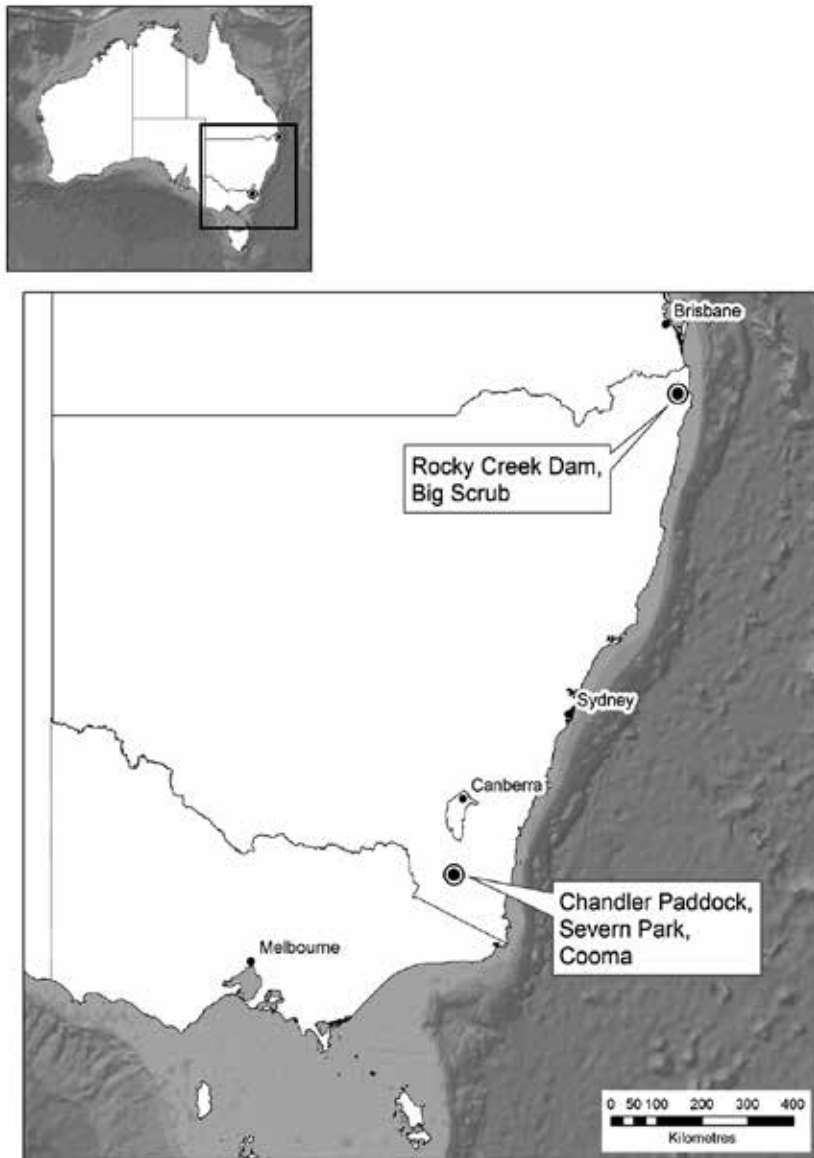 Brisbane
Rocky Creek Dam,
Big Scrub
Sydney
Canberra
Chandler Paddock,
Severn Park,
Cooma
Melbourne
0 50 100 200 300 400
Kilometres